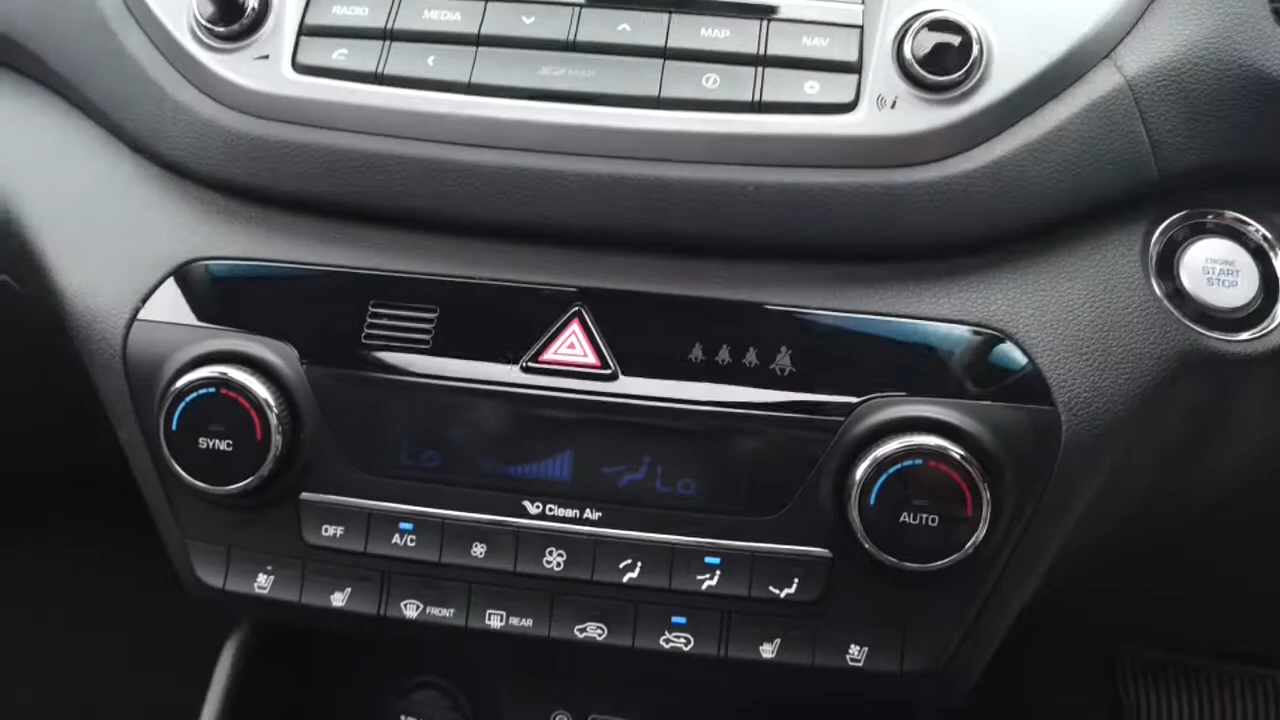 RADIO MEDIA MAP NAV
MAP
i
ENGINE
START
STOP
Lo
Lo
SYNC
Clean Air
AUTO
OFF A/C
FRONT REAR